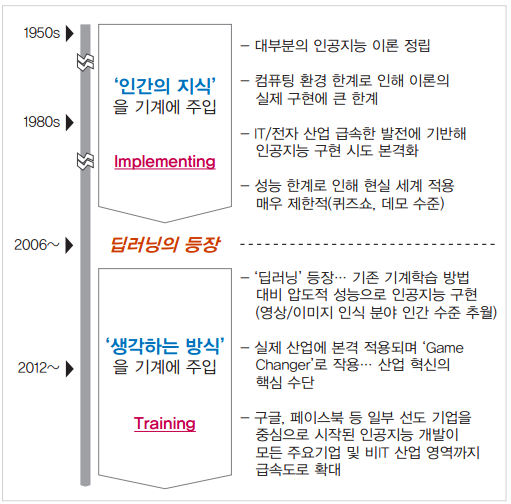 1950s
– 대부분의 인공지능 이론 정립
‘인간의 지식’
을 기계에 주입
– 컴퓨팅 환경 한계로 인해 이론의
실제 구현에 큰 한계
1980s
– IT/전자 산업 급속한 발전에 기반해
인공지능 구현 시도 본격화
Implementing
– 성능 한계로 인해 현실 세계 적용
매우 제한적(퀴즈쇼, 데모 수준)
2006~
딥러닝의 등장
– ‘딥러닝’ 등장… 기존 기계학습 방법
대비 압도적 성능으로 인공지능 구현
(영상/이미지 인식 분야 인간 수준 추월)
‘생각하는 방식’
을 기계에 주입
2012~
– 실제 산업에 본격 적용되며 ‘Game
Changer’로 작용… 산업 혁신의
핵심 수단
Training
– 구글, 페이스북 등 일부 선도 기업을
중심으로 시작된 인공지능 개발이
모든 주요기업 및 비IT 산업 영역까지
급속도로 확대